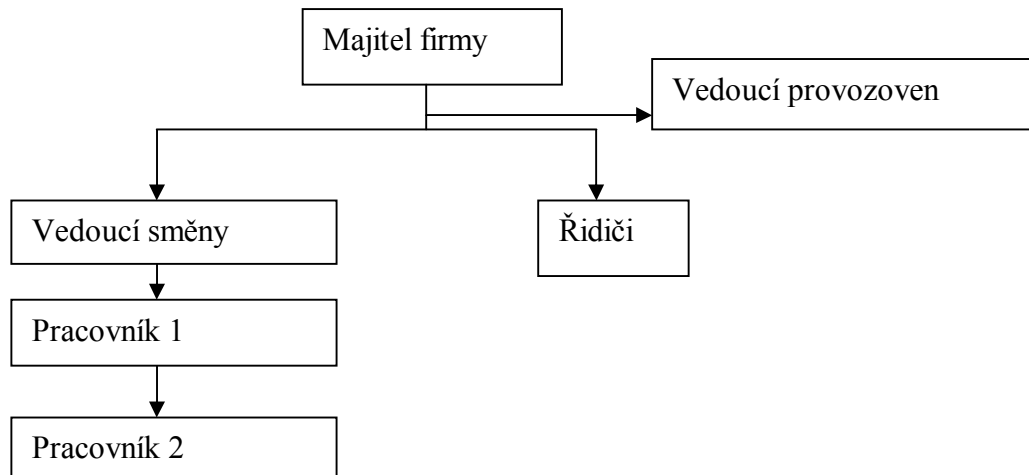 Majitel firmy
Vedoucí provozoven
Vedoucí směny
Řidiči
Pracovník 1
Pracovník 2